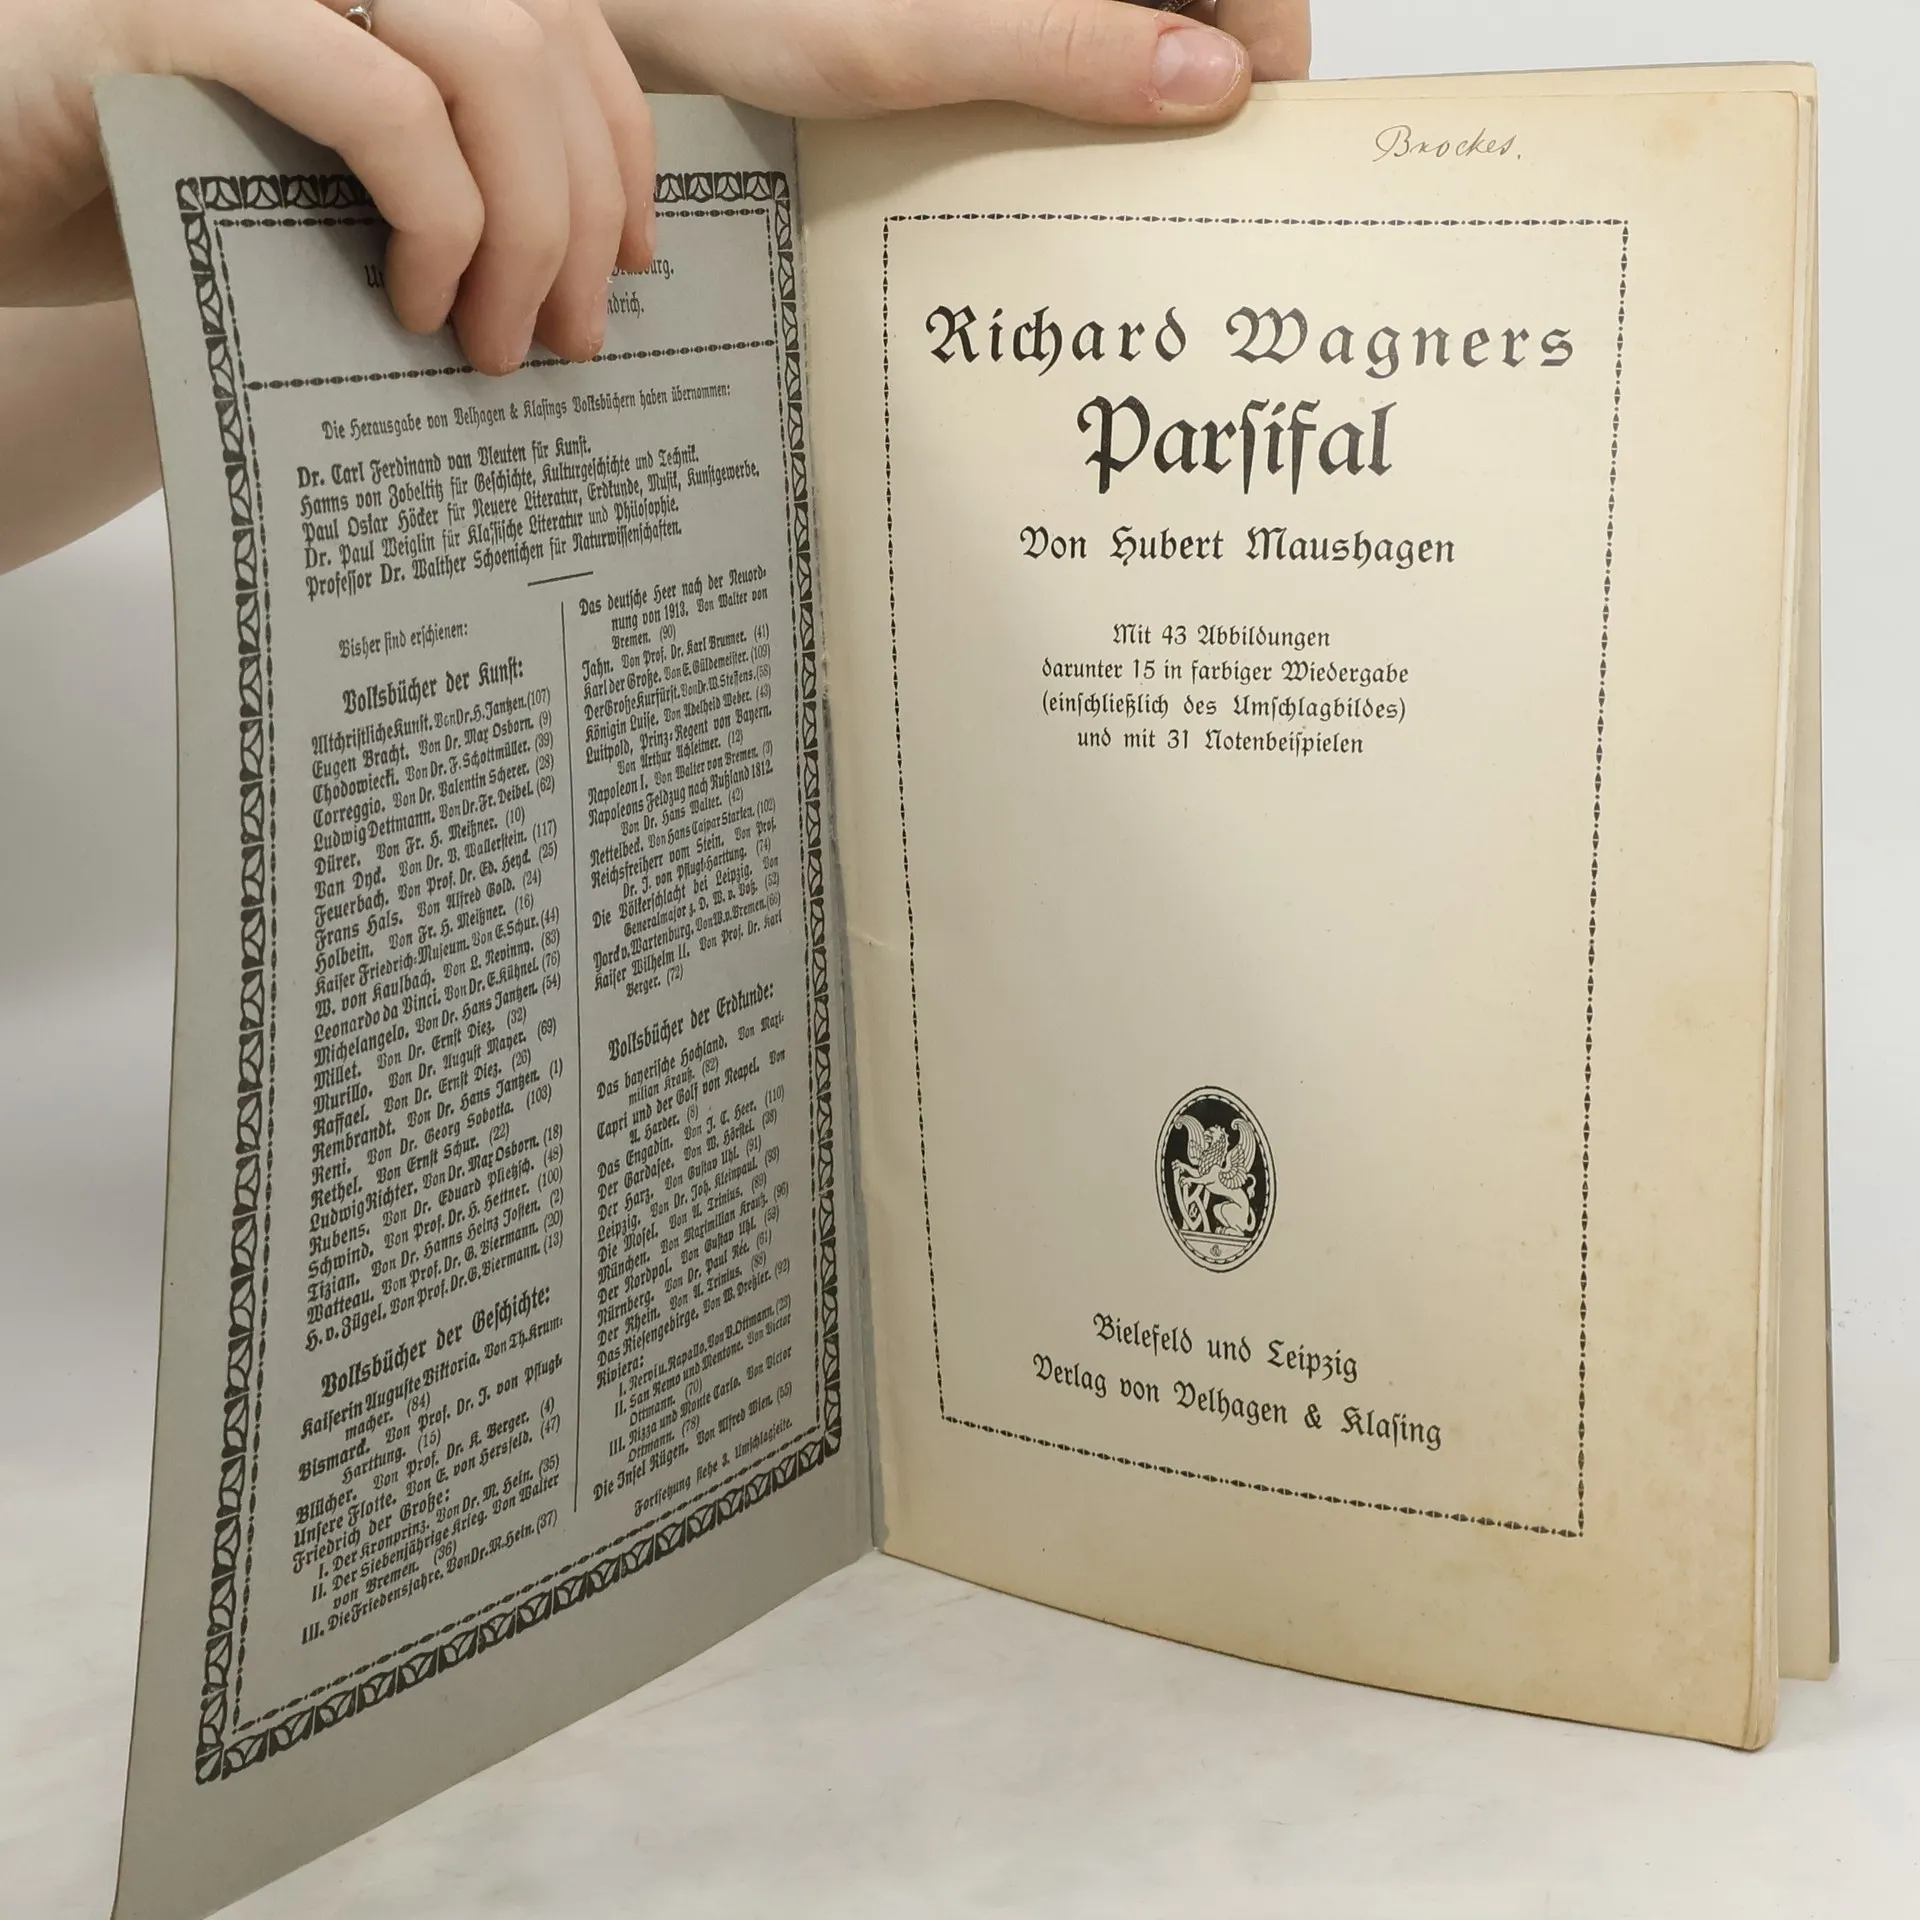 Die Herausgabe von Velhagen & Klasings Volksbüchern haben übernommen:
Dr. Carl Ferdinand van Vleuten für Kunst.
Hanns von Zobeltitz für Geschichte, Kulturgeschichte und Technik.
Paul Oskar Höcker für Neuere Literatur, Erdkunde, Musik, Kunstgewerbe.
Dr. Paul Weiglin für Klassische Literatur und Philosophie.
Professor Dr. Walther Schoenichen für Naturwissenschaften.
Bisher sind erschienen:
Volksbücher der Kunst:
Altchristliche Kunst. Von Dr. H. Jantzen. (107)
Eugen Bracht. Von Dr. Max Osborn. (9)
Chodowiecki. Von Dr. F. Schottmüller. (39)
Correggio. Von Dr. Valentin Scherer. (28)
Ludwig Dettmann. Von Dr. Fr. Deibel. (62)
Dürer. Von Fr. H. Meißner. (10)
Van Dyck. Von Dr. V. Wallerstein. (117)
Feuerbach. Von Prof. Dr. Ed. Heyck. (25)
Frans Hals. Von Alfred Gold. (24)
Holbein. Von Fr. H. Meißner. (16)
Kaiser Friedrich-Museum. Von E. Schur. (44)
W. von Kaulbach. Von L. Nevinny. (83)
Leonardo da Vinci. Von Dr. E. Kühnel. (76)
Michelangelo. Von Dr. Hans Jantzen. (54)
Millet. Von Dr. Ernst Diez. (32)
Murillo. Von Dr. August Mayer. (69)
Raffael. Von Dr. Ernst Diez. (26)
Rembrandt. Von Dr. Hans Jantzen. (1)
Reni. Von Dr. Georg Sobotka. (103)
Rethel. Von Ernst Schur. (22)
Ludwig Richter. Von Dr. Max Osborn. (18)
Rubens. Von Dr. Eduard Plietzsch. (48)
Schwind. Von Prof. Dr. H. Hettner. (100)
Tizian. Von Dr. Hanns Heinz Josten. (2)
Watteau. Von Prof. Dr. G. Biermann. (20)
H. v. Zügel. Von Prof. Dr. G. Biermann. (13)
Volksbücher der Geschichte:
Kaiserin Auguste Viktoria. Von Th. Krum-
macher. (84)
Bismarck. Von Prof. Dr. J. von Pflugk-
Harttung. (15)
Blücher. Von Prof. Dr. K. Berger. (4)
Unsere Flotte. Von E. von Hersfeld. (47)
Friedrich der Große:
I. Der Kronprinz. Von Dr. M. Hein. (35)
II. Der Siebenjährige Krieg. Von Walter
von Bremen. (36)
III. Die Friedensjahre. Von Dr. M. Hein. (37)
Das deutsche Heer nach der Neuord-
nung von 1913. Von Walter von
Bremen. (90)
Jahn. Von Prof. Dr. Karl Brunner. (41)
Karl der Große. Von E. Güldemeister. (109)
Der Große Kurfürst. Von Dr. W. Steffens. (58)
Königin Luise. Von Adelheid Weber. (43)
Luitpold, Prinz-Regent von Bayern.
Von Arthur Achleitner. (12)
Napoleon I. Von Walter von Bremen. (3)
Napoleons Feldzug nach Rußland 1812.
Von Dr. Hans Walter. (42)
Nettelbeck. Von Hans Caspar Starken. (102)
Reichsfreiherr vom Stein. Von Prof.
Dr. J. von Pflugk-Harttung. (74)
Die Völkerschlacht bei Leipzig. Von
Generalmajor z. D. W. v. Voß. (52)
Yorck v. Wartenburg. Von W. v. Bremen. (66)
Kaiser Wilhelm II. Von Prof. Dr. Karl
Berger. (72)
Volksbücher der Erdkunde:
Das bayerische Hochland. Von Maxi-
milian Krauß. (82)
Capri und der Golf von Neapel. Von
A. Harder. (8)
Das Engadin. Von J. C. Heer. (110)
Der Gardasee. Von W. Hörstel. (38)
Der Harz. Von Gustav Uhl. (91)
Leipzig. Von Dr. Joh. Kleinpaul. (93)
Die Mosel. Von A. Trinius. (89)
München. Von Maximilian Krauß. (96)
Der Nordpol. Von Gustav Uhl. (53)
Nürnberg. Von Dr. Paul Rée. (61)
Der Rhein. Von A. Trinius. (88)
Das Riesengebirge. Von W. Dreßler. (92)
Riviera:
I. Nervi u. Rapallo. Von V. Ottmann. (23)
II. San Remo und Mentone. Von Victor
Ottmann. (70)
III. Nizza und Monte Carlo. Von Victor
Ottmann. (78)
Die Insel Rügen. Von Alfred Wien. (55)
Fortsetzung siehe 3. Umschlagseite.
Brockes.
Richard Wagners
Parsifal
Von Hubert Maushagen
Mit 43 Abbildungen
darunter 15 in farbiger Wiedergabe
(einschließlich des Umschlagbildes)
und mit 31 Notenbeispielen
Bielefeld und Leipzig
Verlag von Velhagen & Klasing